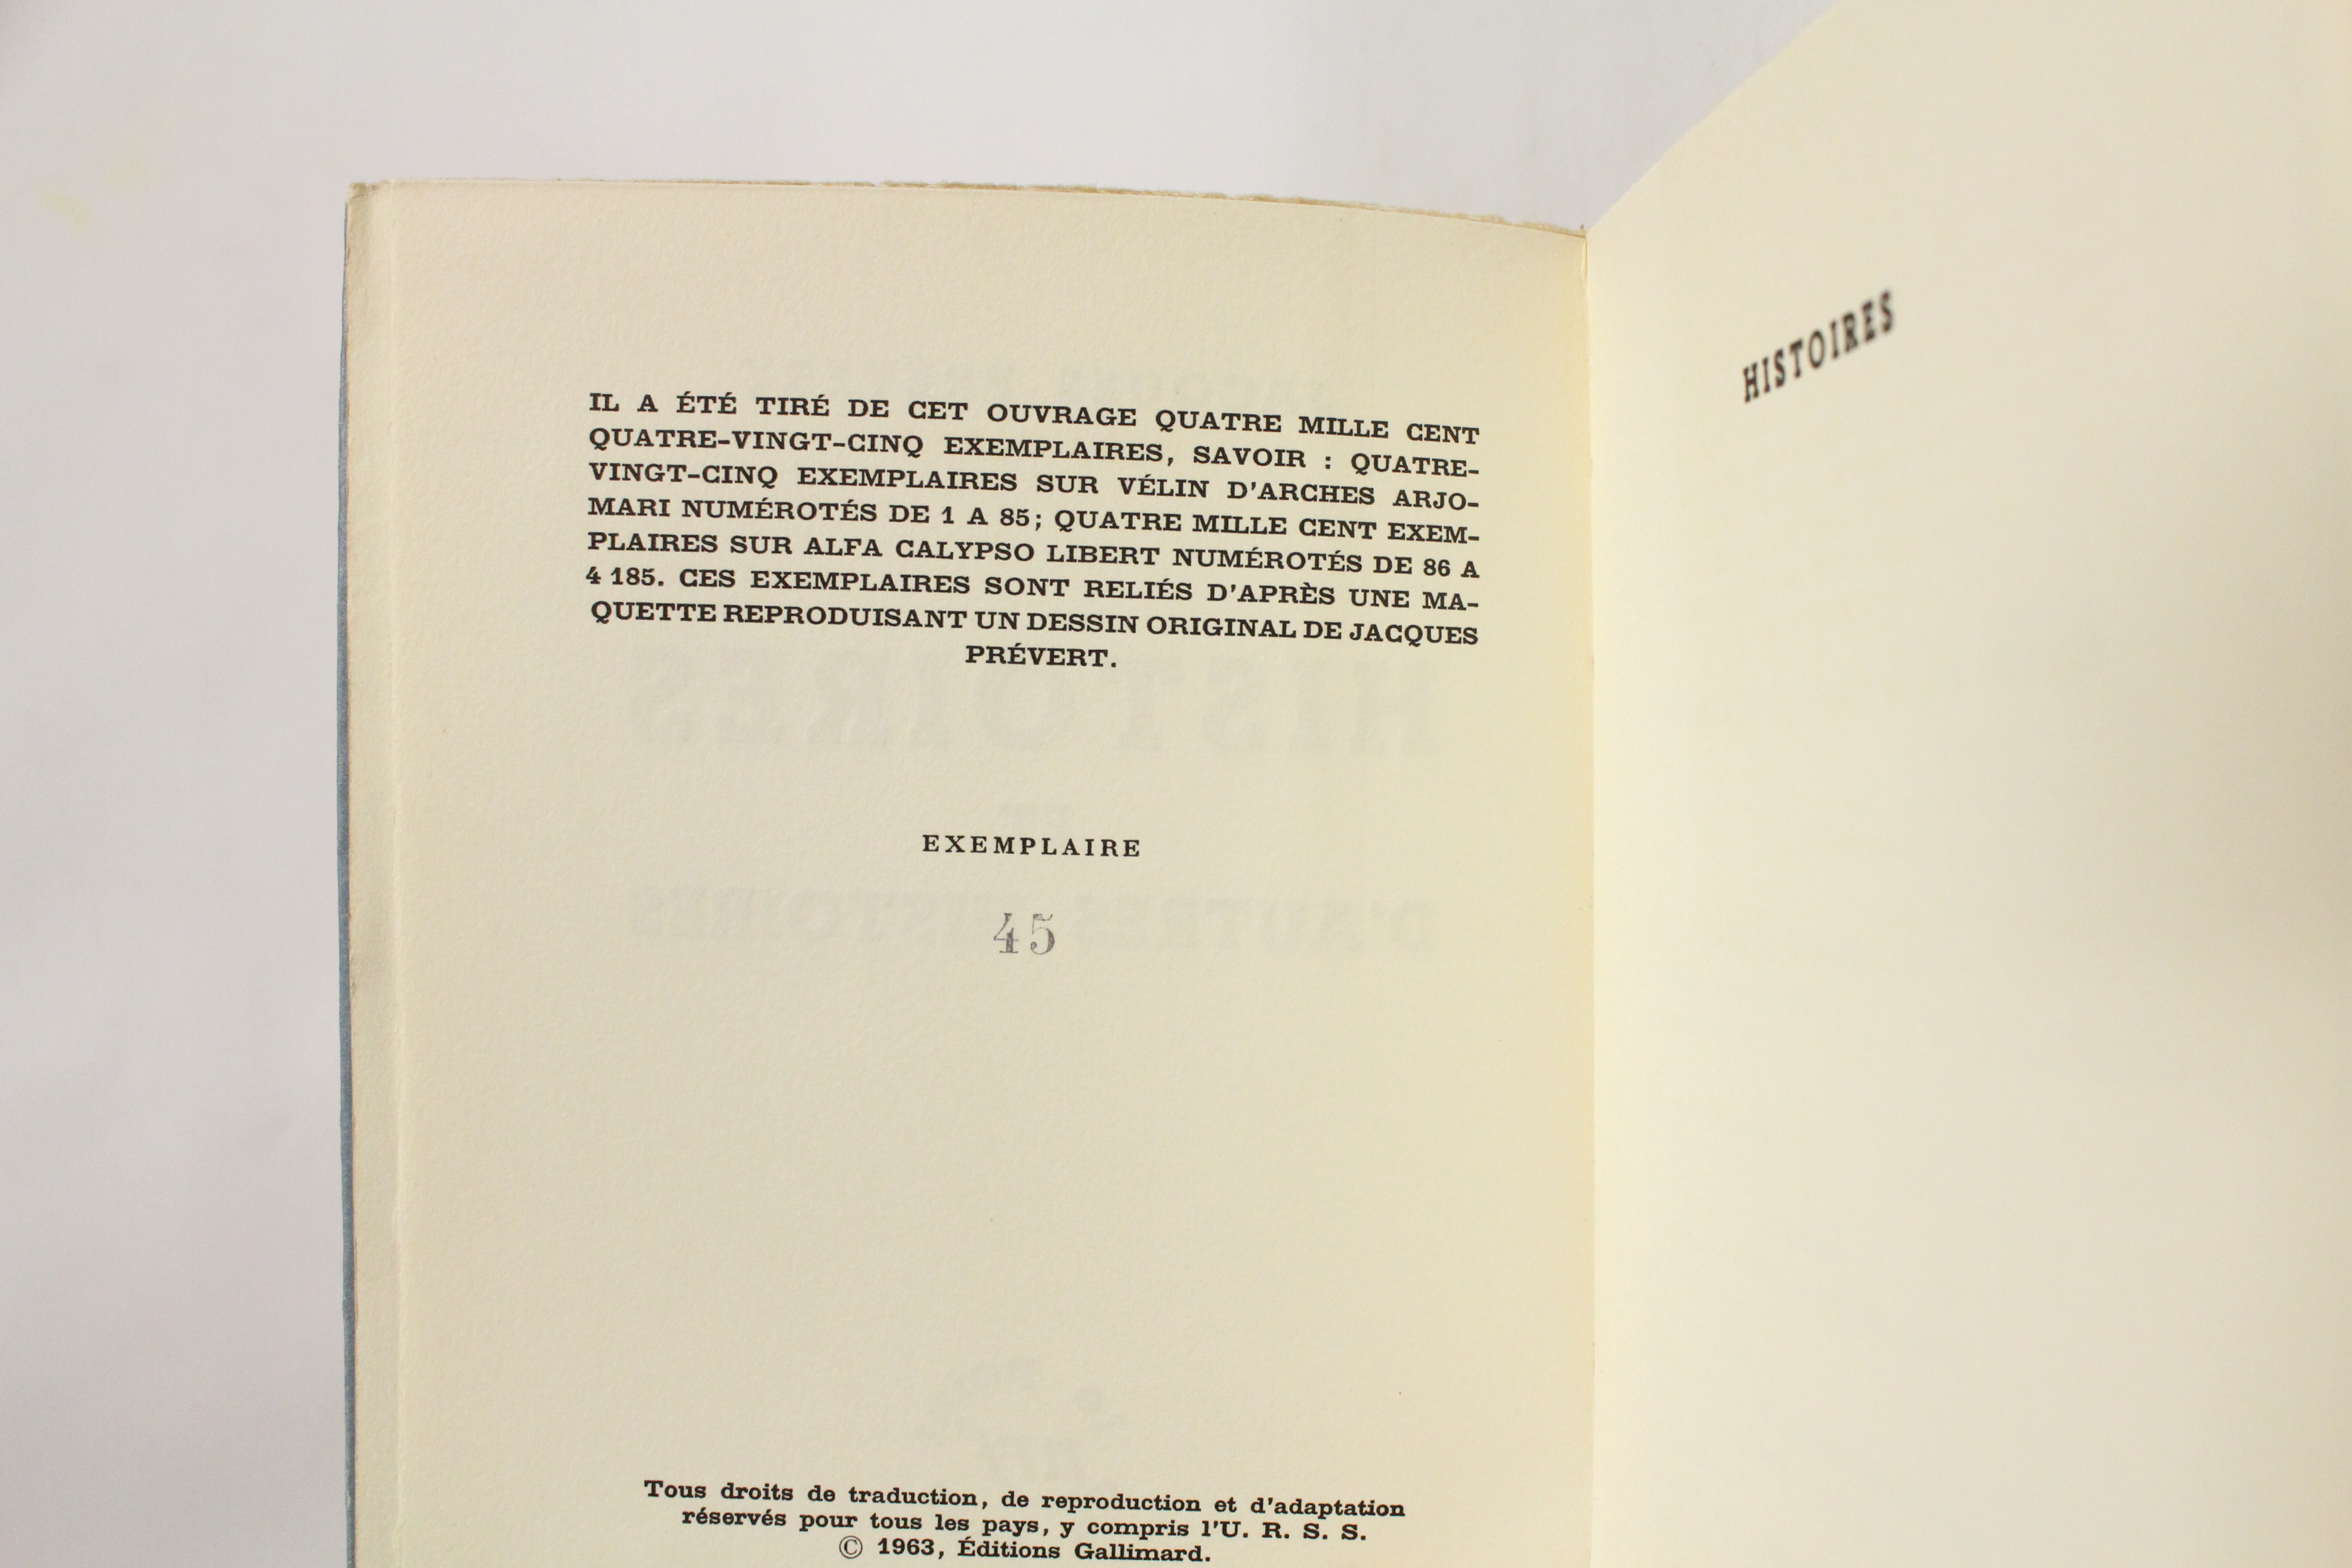 IL A ÉTÉ TIRÉ DE CET OUVRAGE QUATRE MILLE CENT
QUATRE-VINGT-CINQ EXEMPLAIRES, SAVOIR : QUATRE-
VINGT-CINQ EXEMPLAIRES SUR VÉLIN D'ARCHES ARJO-
MARI NUMÉROTÉS DE 1 A 85; QUATRE MILLE CENT EXEM-
PLAIRES SUR ALFA CALYPSO LIBERT NUMÉROTÉS DE 86 A
4 185. CES EXEMPLAIRES SONT RELIÉS D'APRÈS UNE MA-
QUETTE REPRODUISANT UN DESSIN ORIGINAL DE JACQUES
PRÉVERT.
EXEMPLAIRE
45
Tous droits de traduction, de reproduction et d'adaptation
réservés pour tous les pays, y compris l'U. R. S. S.
© 1963, Éditions Gallimard.
HISTOIRES